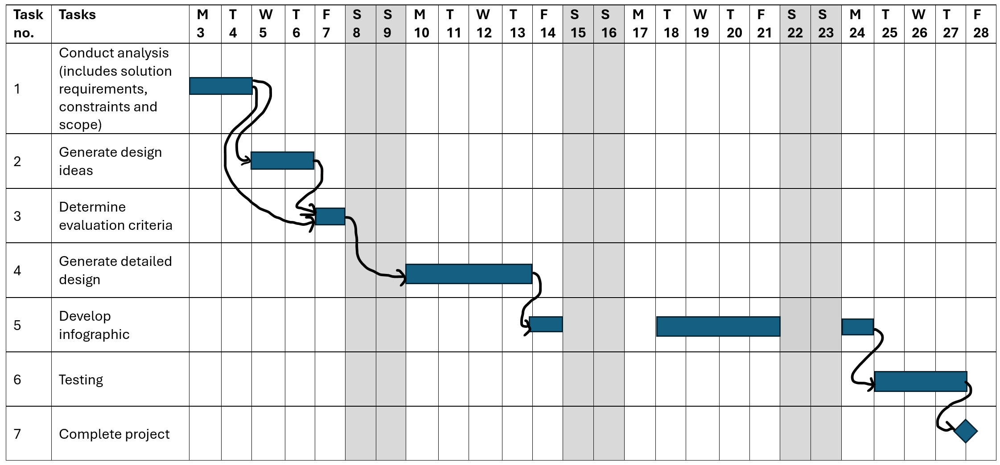 Task no. Tasks M 3 T 4 W 5 T 6 F 7 S 8 S 9 M 10 T 11 W 12 T 13 F 14 S 15 S 16 M 17 T 18 W 19 T 20 F 21 S 22 S 23 M 24 T 25 W 26 T 27 F 28
1
Conduct analysis
(includes solution
requirements,
constraints and
scope)
2
Generate design
ideas
3
Determine
evaluation criteria
4
Generate detailed
design
5
Develop
infographic
6
Testing
7
Complete project